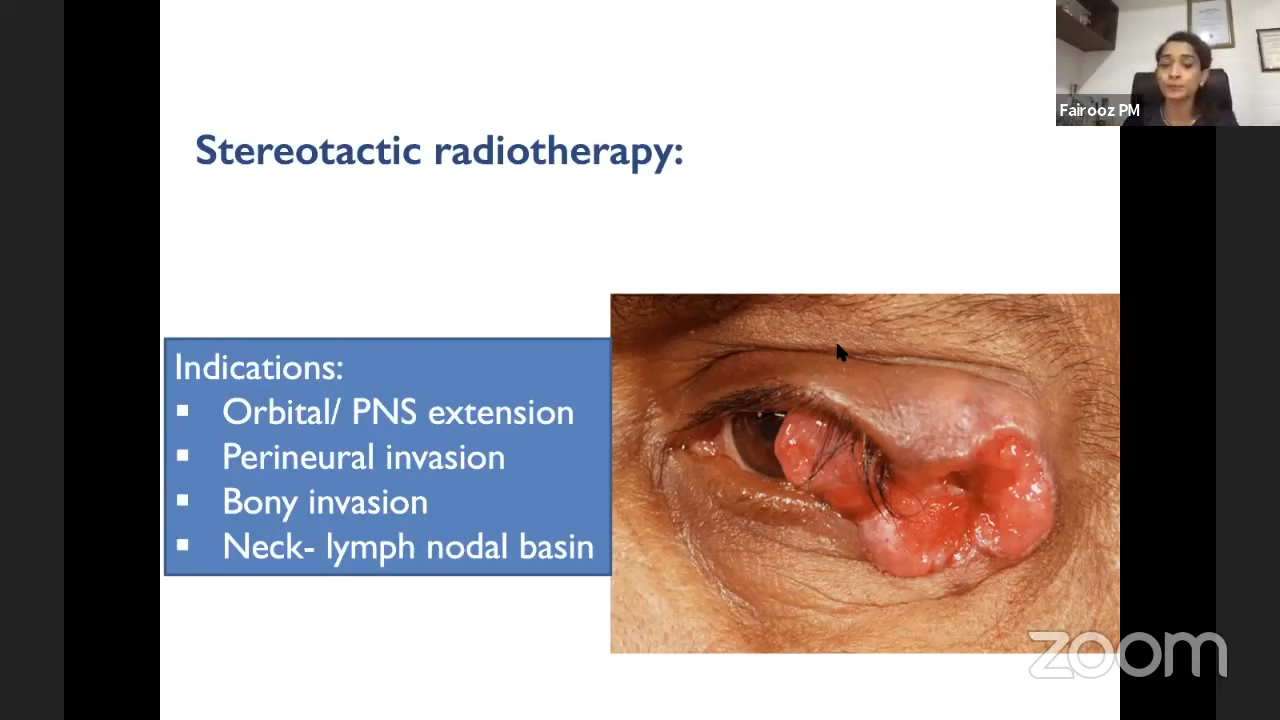 Fairooz PM
Stereotactic radiotherapy:
Indications:
▪ Orbital/ PNS extension
▪ Perineural invasion
▪ Bony invasion
▪ Neck- lymph nodal basin
zoom